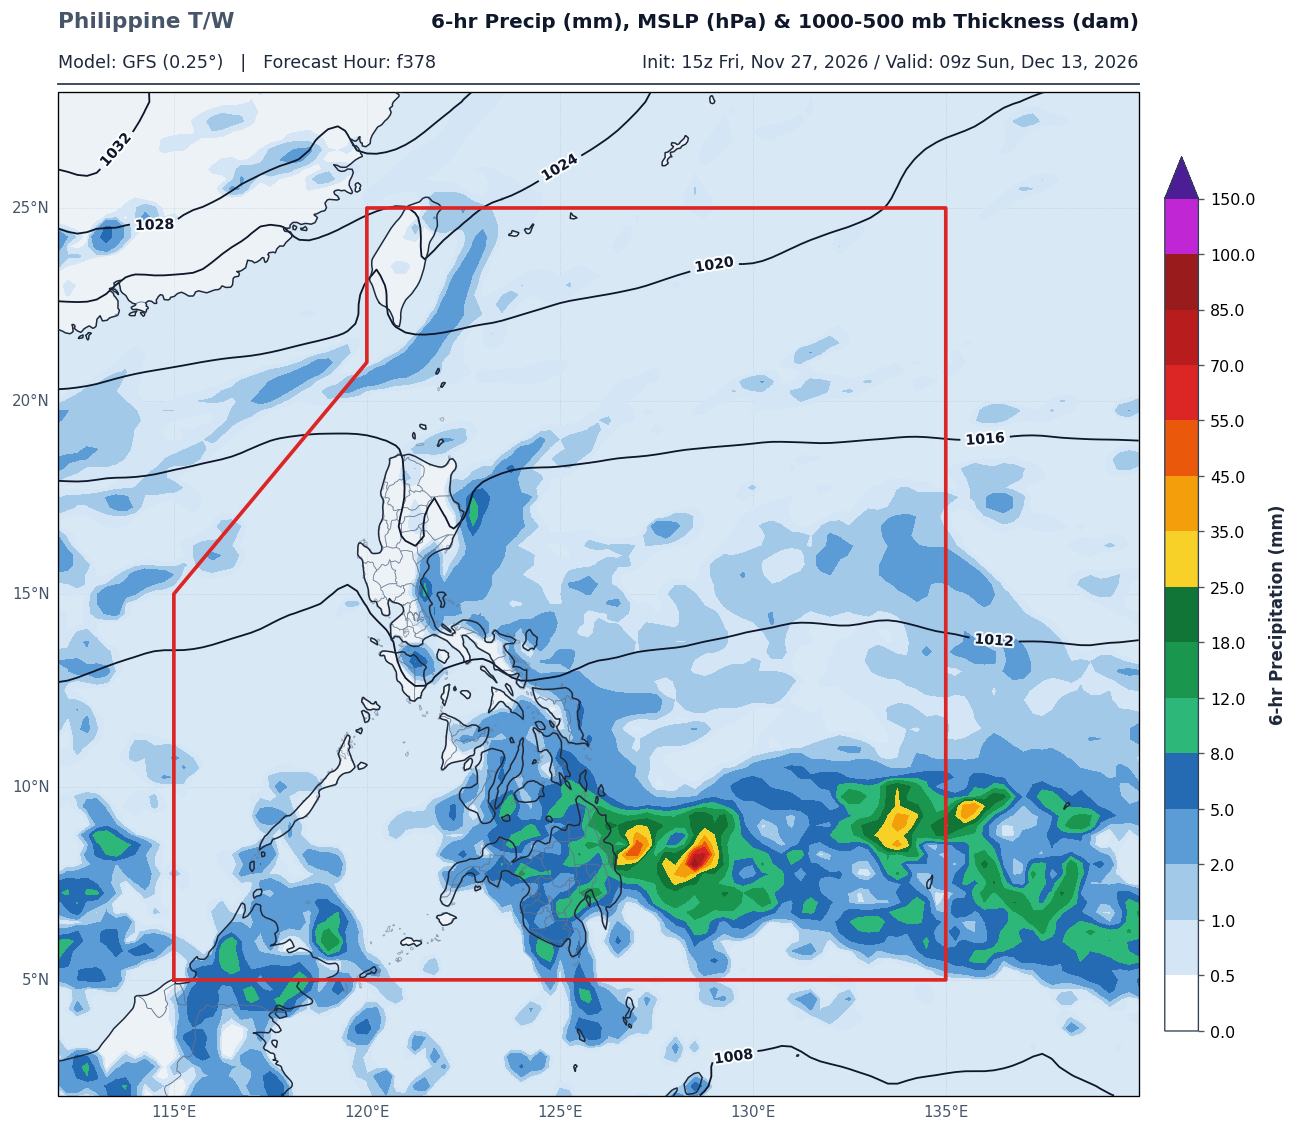 Philippine T/W
6-hr Precip (mm), MSLP (hPa) & 1000-500 mb Thickness (dam)
Model: GFS (0.25°)   |   Forecast Hour: f378
Init: 15z Fri, Nov 27, 2026 / Valid: 09z Sun, Dec 13, 2026
1032
1024
1028
1020
1016
1012
1008
25°N
20°N
15°N
10°N
5°N
115°E
120°E
125°E
130°E
135°E
150.0
100.0
85.0
70.0
55.0
45.0
35.0
25.0
18.0
12.0
8.0
5.0
2.0
1.0
0.5
0.0
6-hr Precipitation (mm)